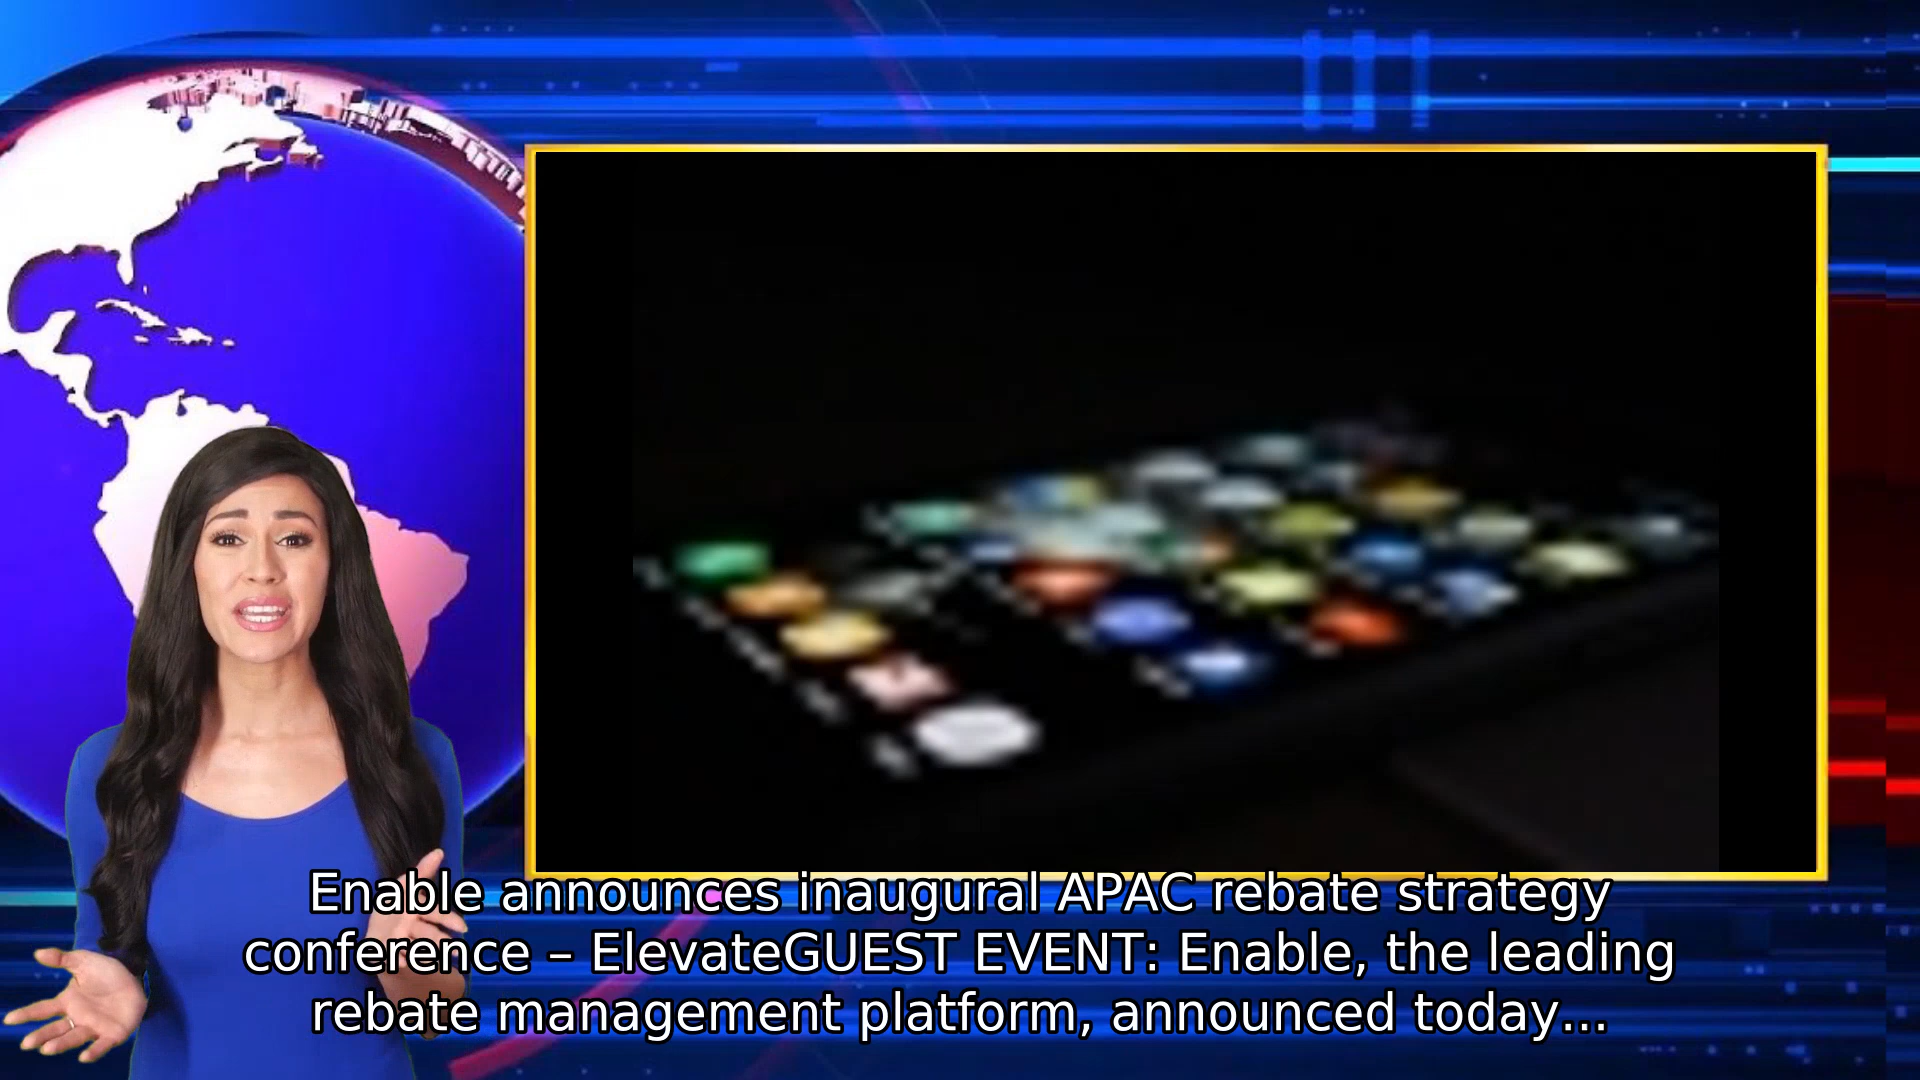 Enable announces inaugural APAC rebate strategy
conference – ElevateGUEST EVENT: Enable, the leading
rebate management platform, announced today...